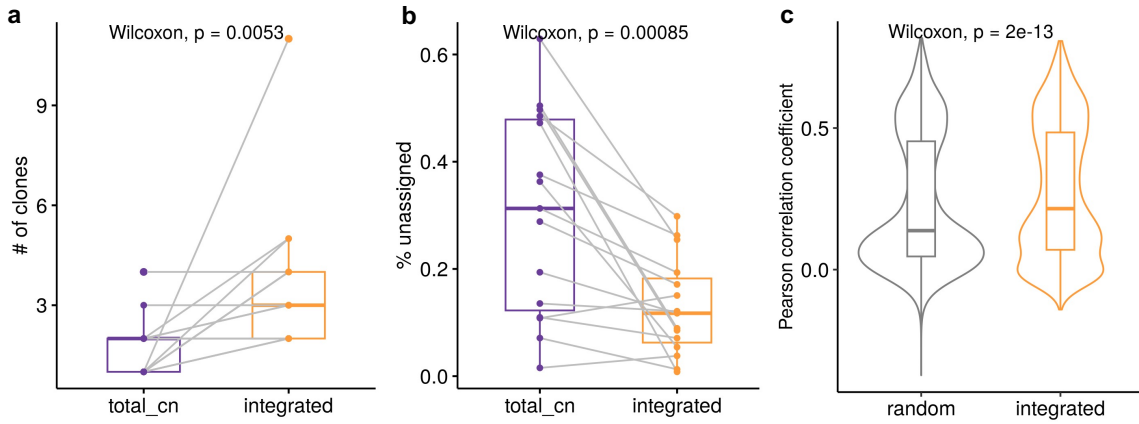 a
Wilcoxon, p = 0.0053
# of clones
9
6
3
total_cn
integrated
b
Wilcoxon, p = 0.00085
% unassigned
0.6
0.4
0.2
0.0
total_cn
integrated
c
Wilcoxon, p = 2e-13
Pearson correlation coefficient
0.5
0.0
random
integrated